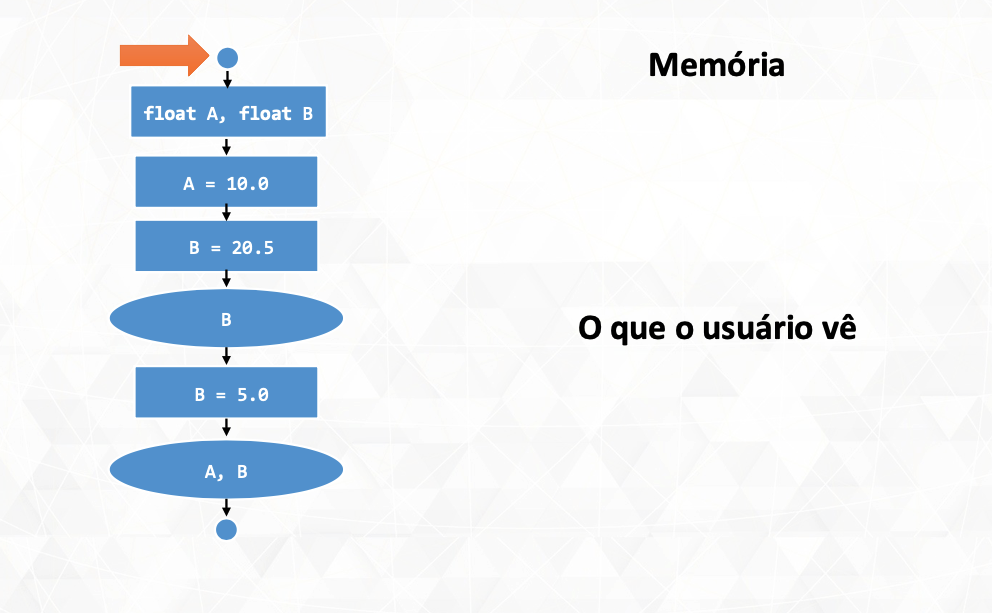 Memória
float A, float B
A = 10.0
B = 20.5
B
O que o usuário vê
B = 5.0
A, B